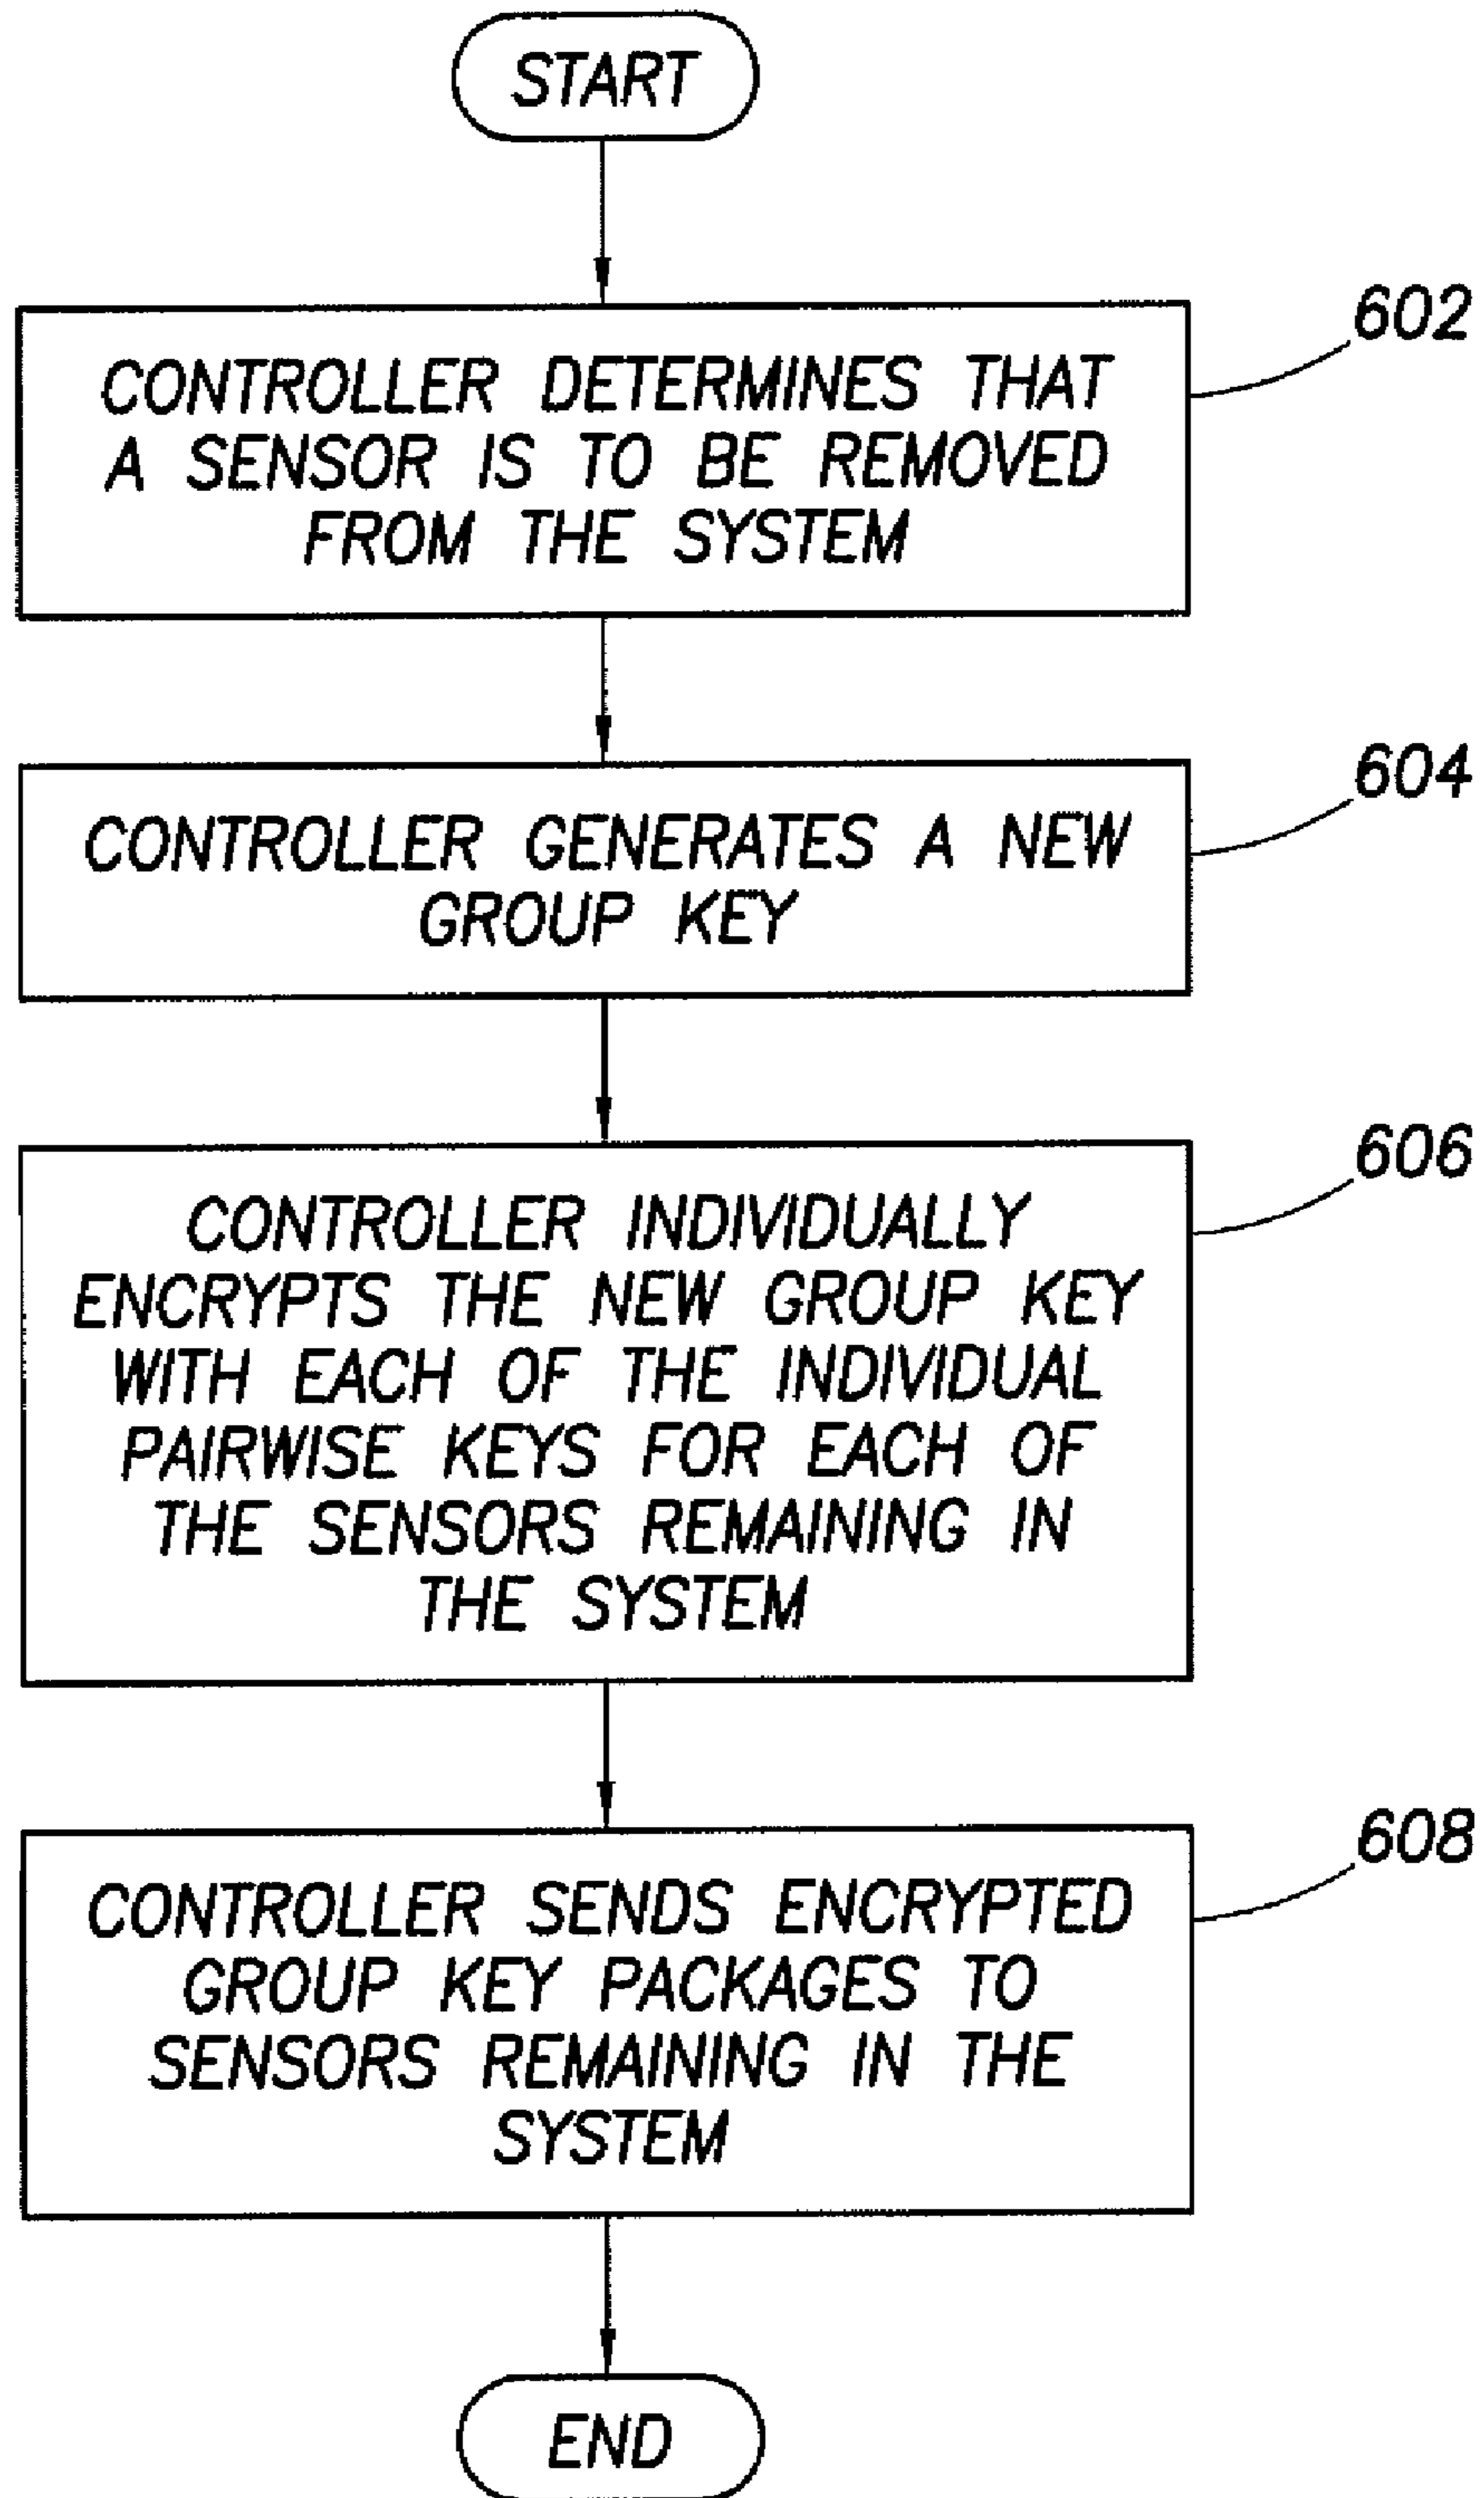 START
602
CONTROLLER DETERMINES THAT
A SENSOR IS TO BE REMOVED
FROM THE SYSTEM
604
CONTROLLER GENERATES A NEW
GROUP KEY
606
CONTROLLER INDIVIDUALLY
ENCRYPTS THE NEW GROUP KEY
WITH EACH OF THE INDIVIDUAL
PAIRWISE KEYS FOR EACH OF
THE SENSORS REMAINING IN
THE SYSTEM
608
CONTROLLER SENDS ENCRYPTED
GROUP KEY PACKAGES TO
SENSORS REMAINING IN THE
SYSTEM
END